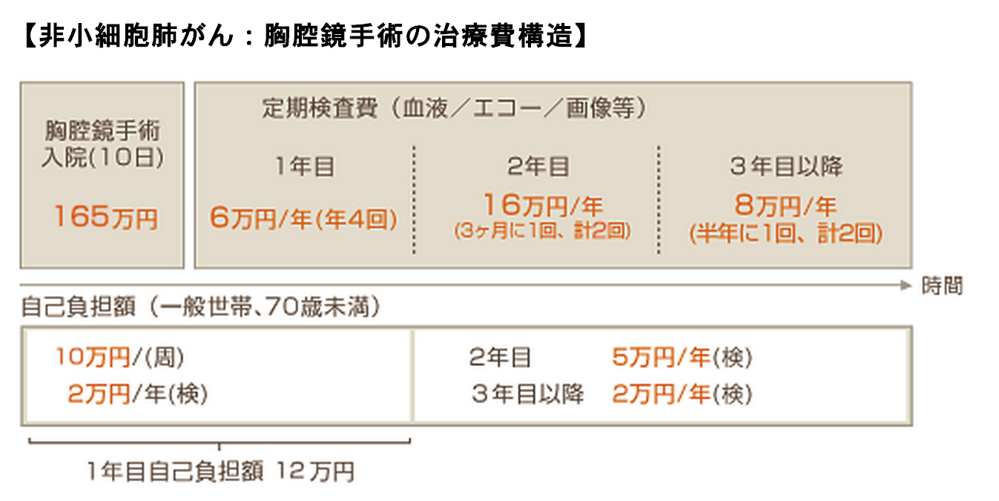 【非小細胞肺がん：胸腔鏡手術の治療費構造】
胸腔鏡手術
入院(10日)
165万円
定期検査費（血液／エコー／画像等）
1年目
6万円/年(年4回)
2年目
16万円/年
(3ヶ月に1回、計2回)
3年目以降
8万円/年
(半年に1回、計2回)
時間
自己負担額（一般世帯、70歳未満）
10万円/(周)
2万円/年(検)
2年目 5万円/年(検)
3年目以降 2万円/年(検)
1年目自己負担額 12万円